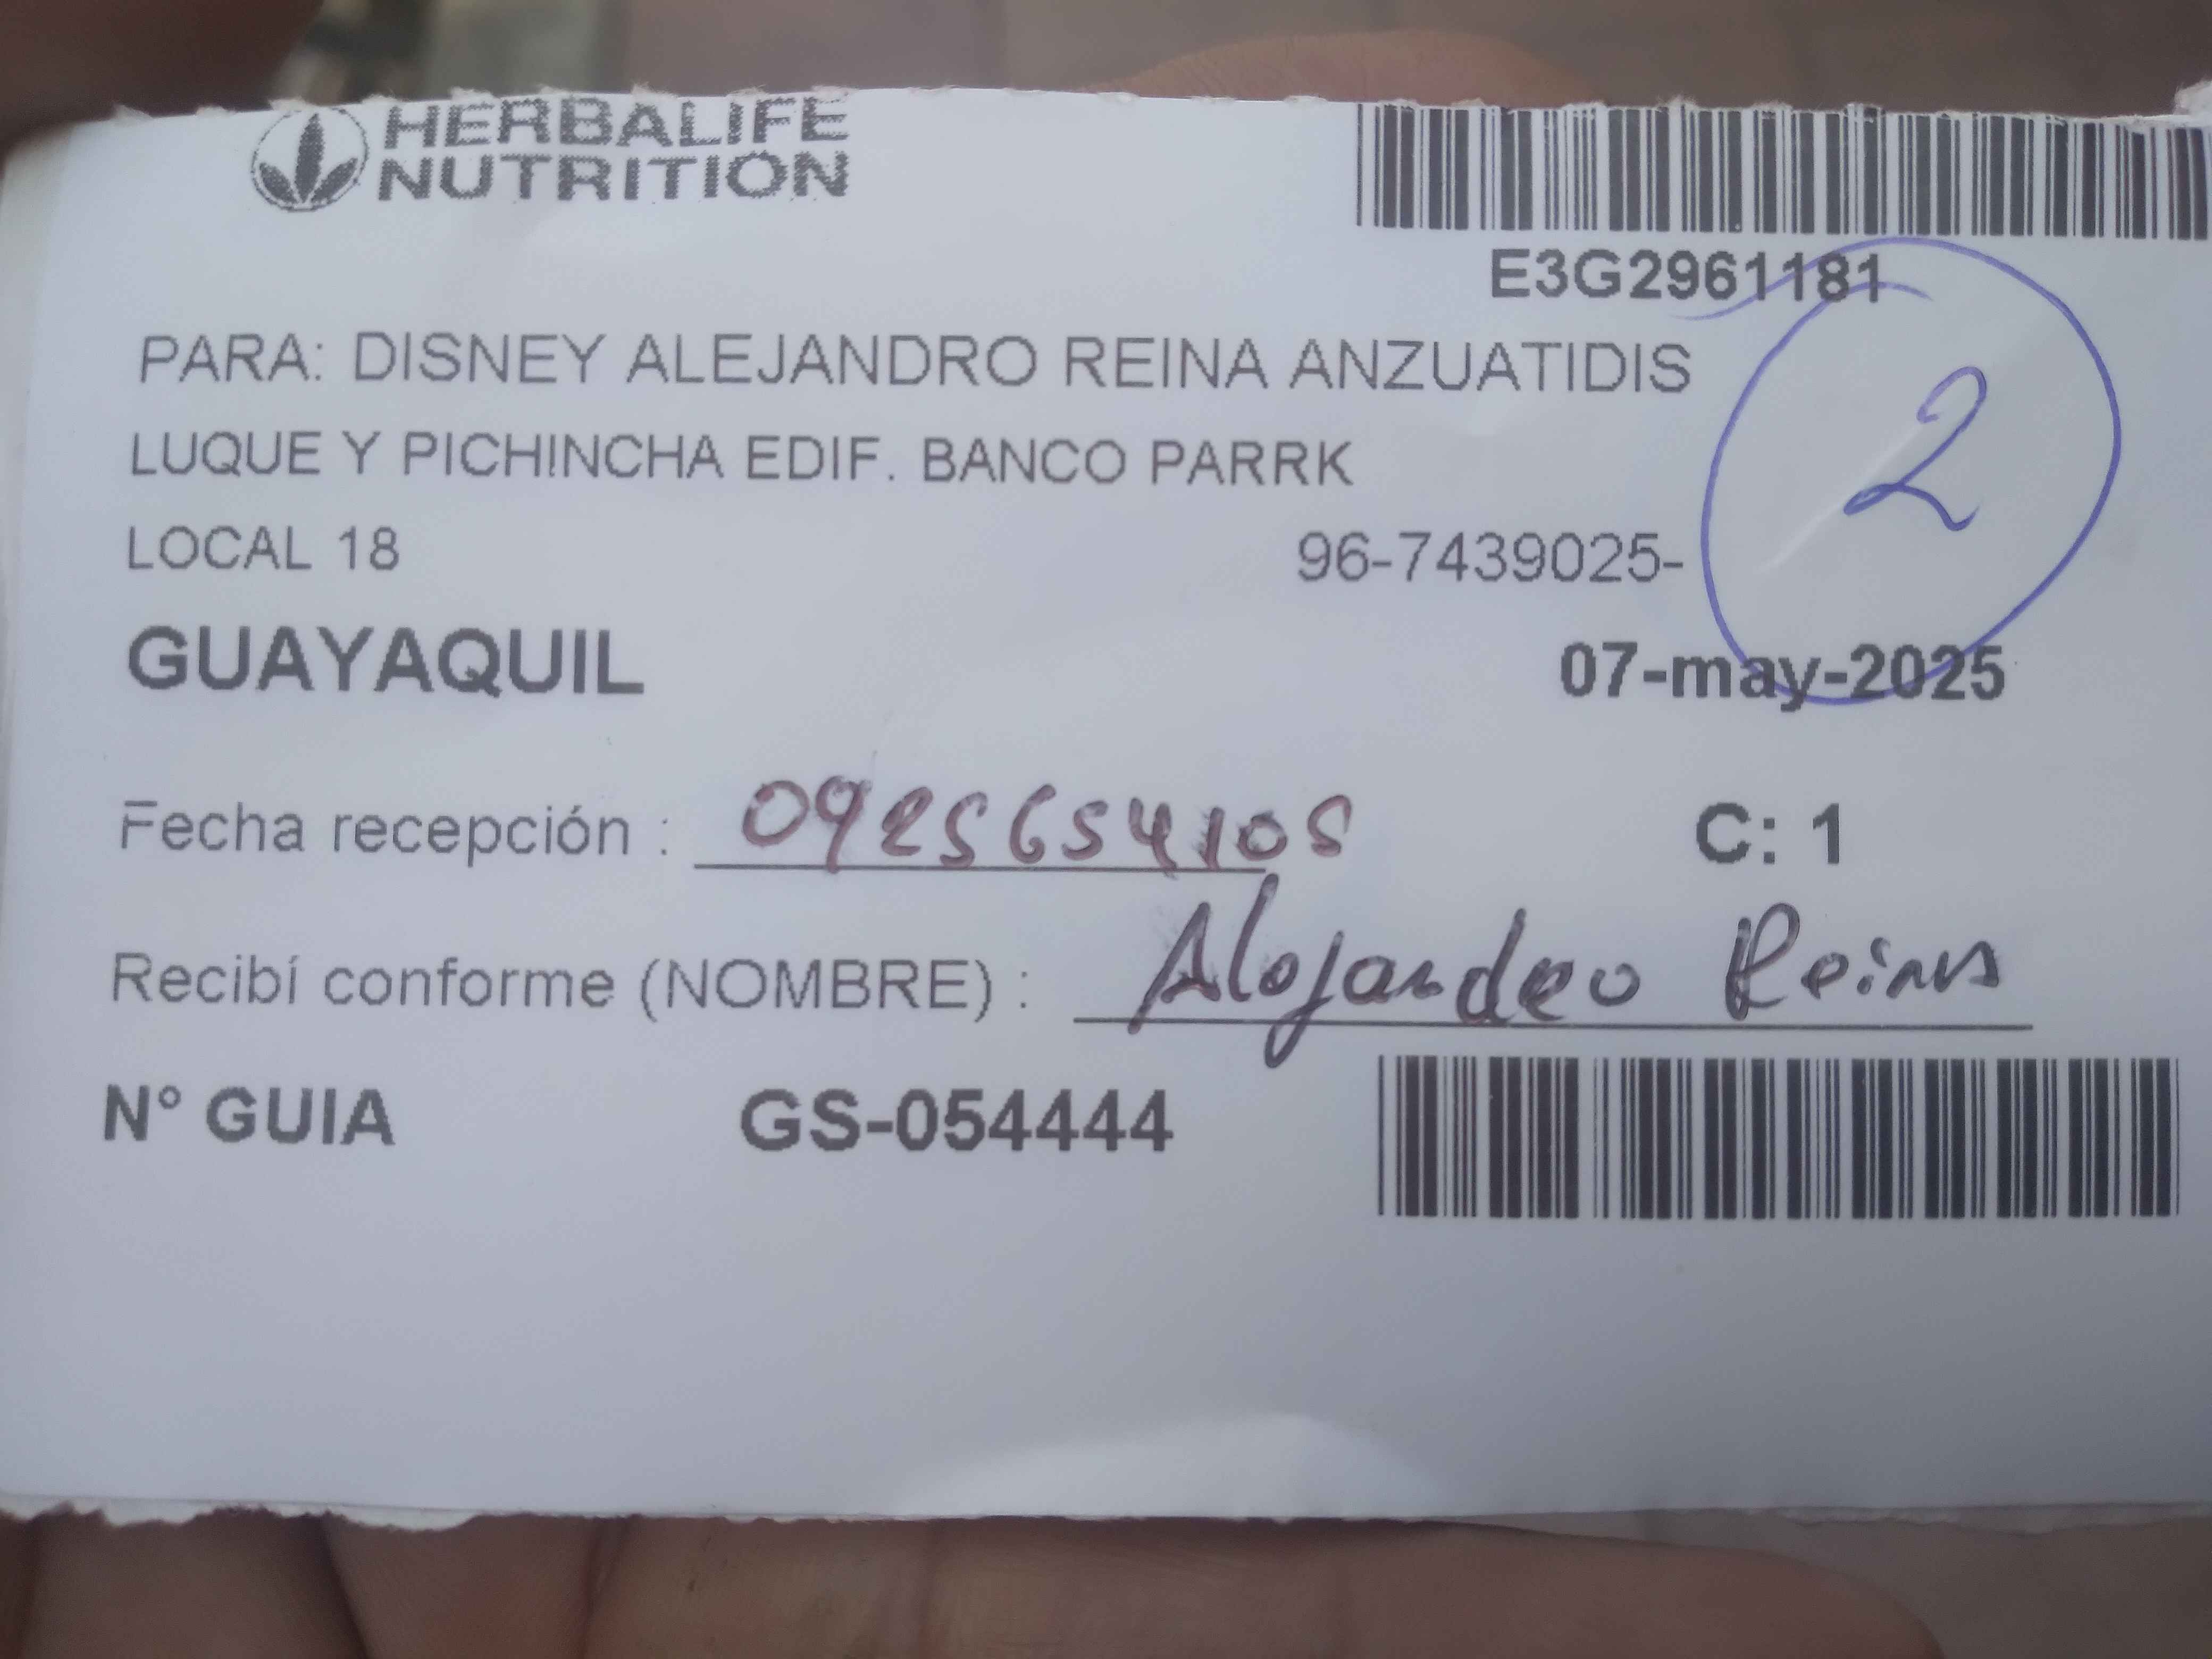 HERBALIFE
NUTRITION
E3G2961181
PARA: DISNEY ALEJANDRO REINA ANZUATIDIS
2
LUQUE Y PICHINCHA EDIF. BANCO PARRK
LOCAL 18 96-7439025-
GUAYAQUIL 07-may-2025
Fecha recepción : 0925654105 C: 1
Recibí conforme (NOMBRE) : Alejandro Reina
N° GUIA GS-054444